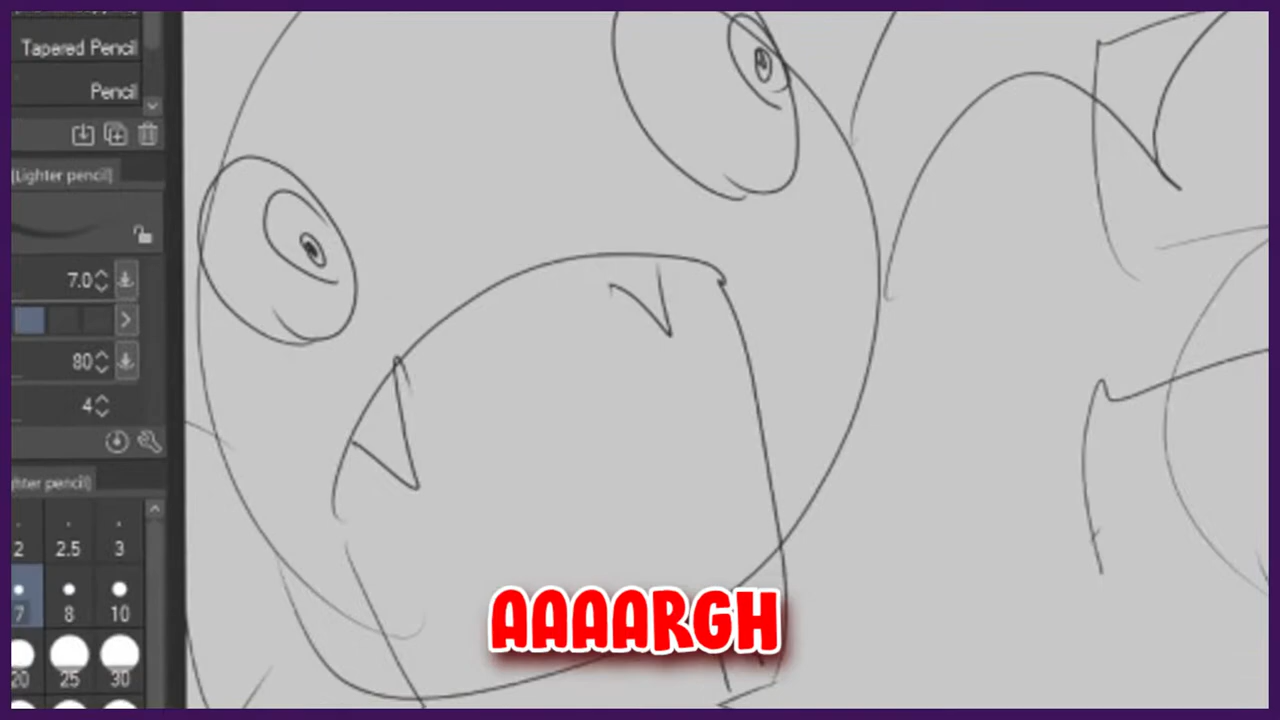 Tapered Pencil
Pencil
(Lighter pencil)
7.0
80
4
ghter pencil)
2 2.5 3
7 8 10
20 25 30
AAAARGH